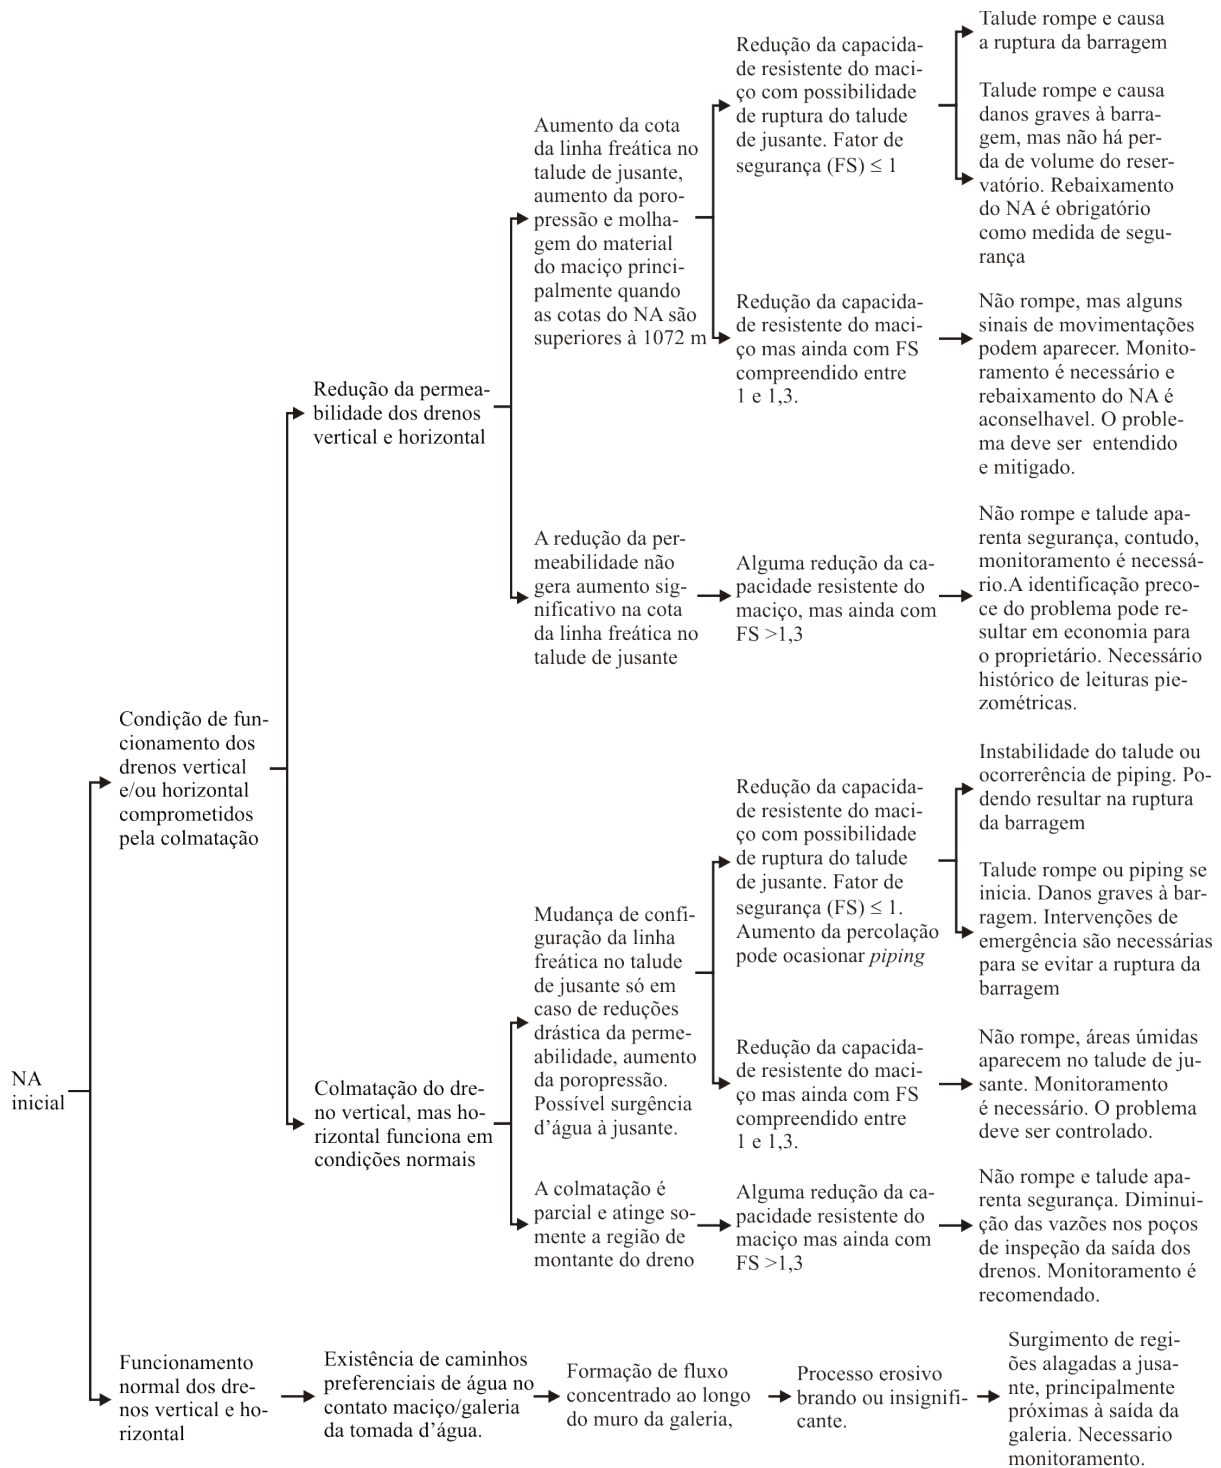 NA
inicial
Condição de fun-
cionamento dos
drenos vertical
e/ou horizontal
comprometidos
pela colmatação
Redução da permea-
bilidade dos drenos
vertical e horizontal
Aumento da cota
da linha freática no
talude de jusante,
aumento da poro-
pressão e molha-
gem do material
do maciço princi-
palmente quando
as cotas do NA são
superiores à 1072 m
Redução da capacida-
de resistente do maci-
ço com possibilidade
de ruptura do talude
de jusante. Fator de
segurança (FS) ≤ 1
Talude rompe e causa
a ruptura da barragem
Talude rompe e causa
danos graves à barra-
gem, mas não há per-
da de volume do reser-
vatório. Rebaixamento
do NA é obrigatório
como medida de segu-
rança
Redução da capacida-
de resistente do maci-
ço mas ainda com FS
compreendido entre
1 e 1,3.
Não rompe, mas alguns
sinais de movimentações
podem aparecer. Monito-
ramento é necessário e
rebaixamento do NA é
aconselhavel. O proble-
ma deve ser entendido
e mitigado.
A redução da per-
meabilidade não
gera aumento sig-
nificativo na cota
da linha freática no
talude de jusante
Alguma redução da ca-
pacidade resistente do
maciço, mas ainda com
FS >1,3
Não rompe e talude apa-
renta segurança, contudo,
monitoramento é necessá-
rio.A identificação preco-
ce do problema pode re-
sultar em economia para
o proprietário. Necessário
histórico de leituras pie-
zométricas.
Colmatação do dre-
no vertical, mas ho-
rizontal funciona em
condições normais
Mudança de confi-
guração da linha
freática no talude
de jusante só em
caso de reduções
drástica da perme-
abilidade, aumento
da poropressão.
Possível surgência
d'água à jusante.
Redução da capacida-
de resistente do maci-
ço com possibilidade
de ruptura do talude
de jusante. Fator de
segurança (FS) ≤ 1.
Aumento da percolação
pode ocasionar piping
Instabilidade do talude ou
ocorrerência de piping. Po-
dendo resultar na ruptura
da barragem
Talude rompe ou piping se
inicia. Danos graves à bar-
ragem. Intervenções de
emergência são necessárias
para se evitar a ruptura da
barragem
Redução da capacida-
de resistente do maci-
ço mas ainda com FS
compreendido entre
1 e 1,3.
Não rompe, áreas úmidas
aparecem no talude de ju-
sante. Monitoramento
é necessário. O problema
deve ser controlado.
A colmatação é
parcial e atinge so-
mente a região de
montante do dreno
Alguma redução da ca-
pacidade resistente do
maciço mas ainda com
FS >1,3
Não rompe e talude apa-
renta segurança. Diminui-
ção das vazões nos poços
de inspeção da saída dos
drenos. Monitoramento é
recomendado.
Funcionamento
normal dos dre-
nos vertical e ho-
rizontal
Existência de caminhos
preferenciais de água no
contato maciço/galeria
da tomada d'água.
Formação de fluxo
concentrado ao longo
do muro da galeria,
Processo erosivo
brando ou insignifi-
cante.
Surgimento de regi-
ões alagadas a jusa-
nte, principalmente
próximas à saída da
galeria. Necessario
monitoramento.